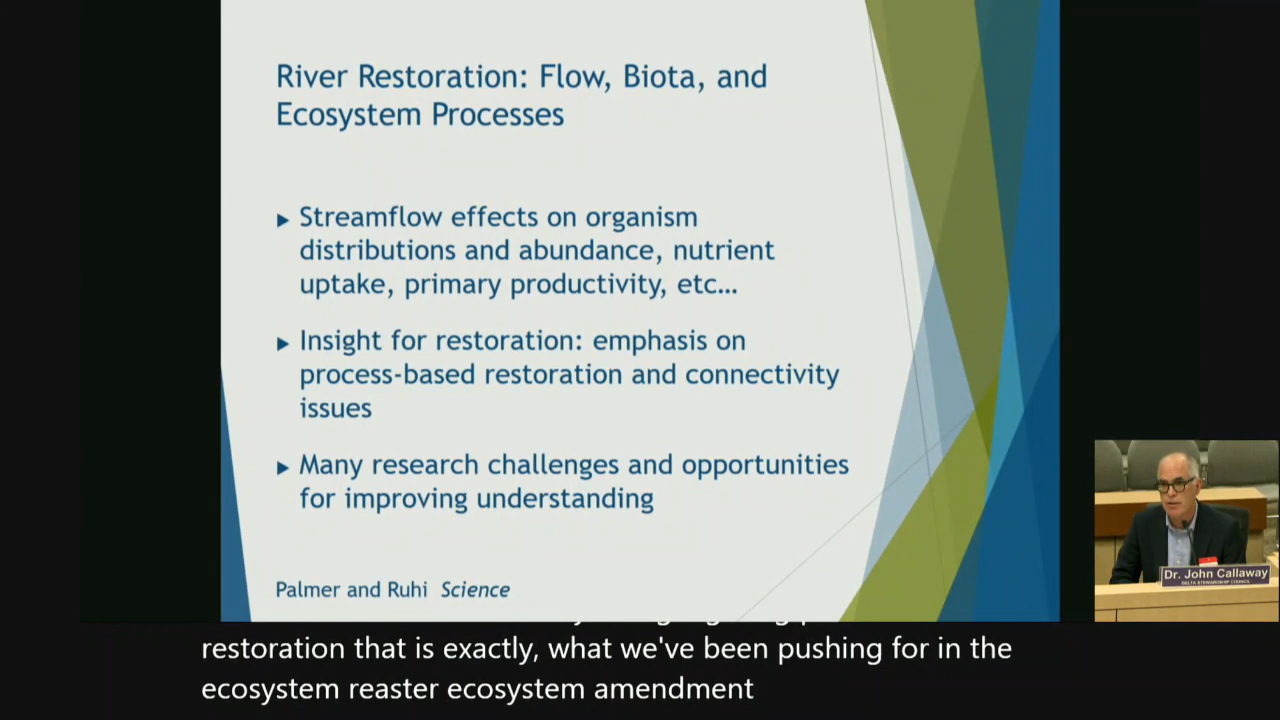 River Restoration: Flow, Biota, and
Ecosystem Processes
Streamflow effects on organism
distributions and abundance, nutrient
uptake, primary productivity, etc…
Insight for restoration: emphasis on
process-based restoration and connectivity
issues
Many research challenges and opportunities
for improving understanding
Palmer and Ruhi Science
Dr. John Callaway
DELTA STEWARDSHIP COUNCIL
restoration that is exactly, what we've been pushing for in the
ecosystem reaster ecosystem amendment